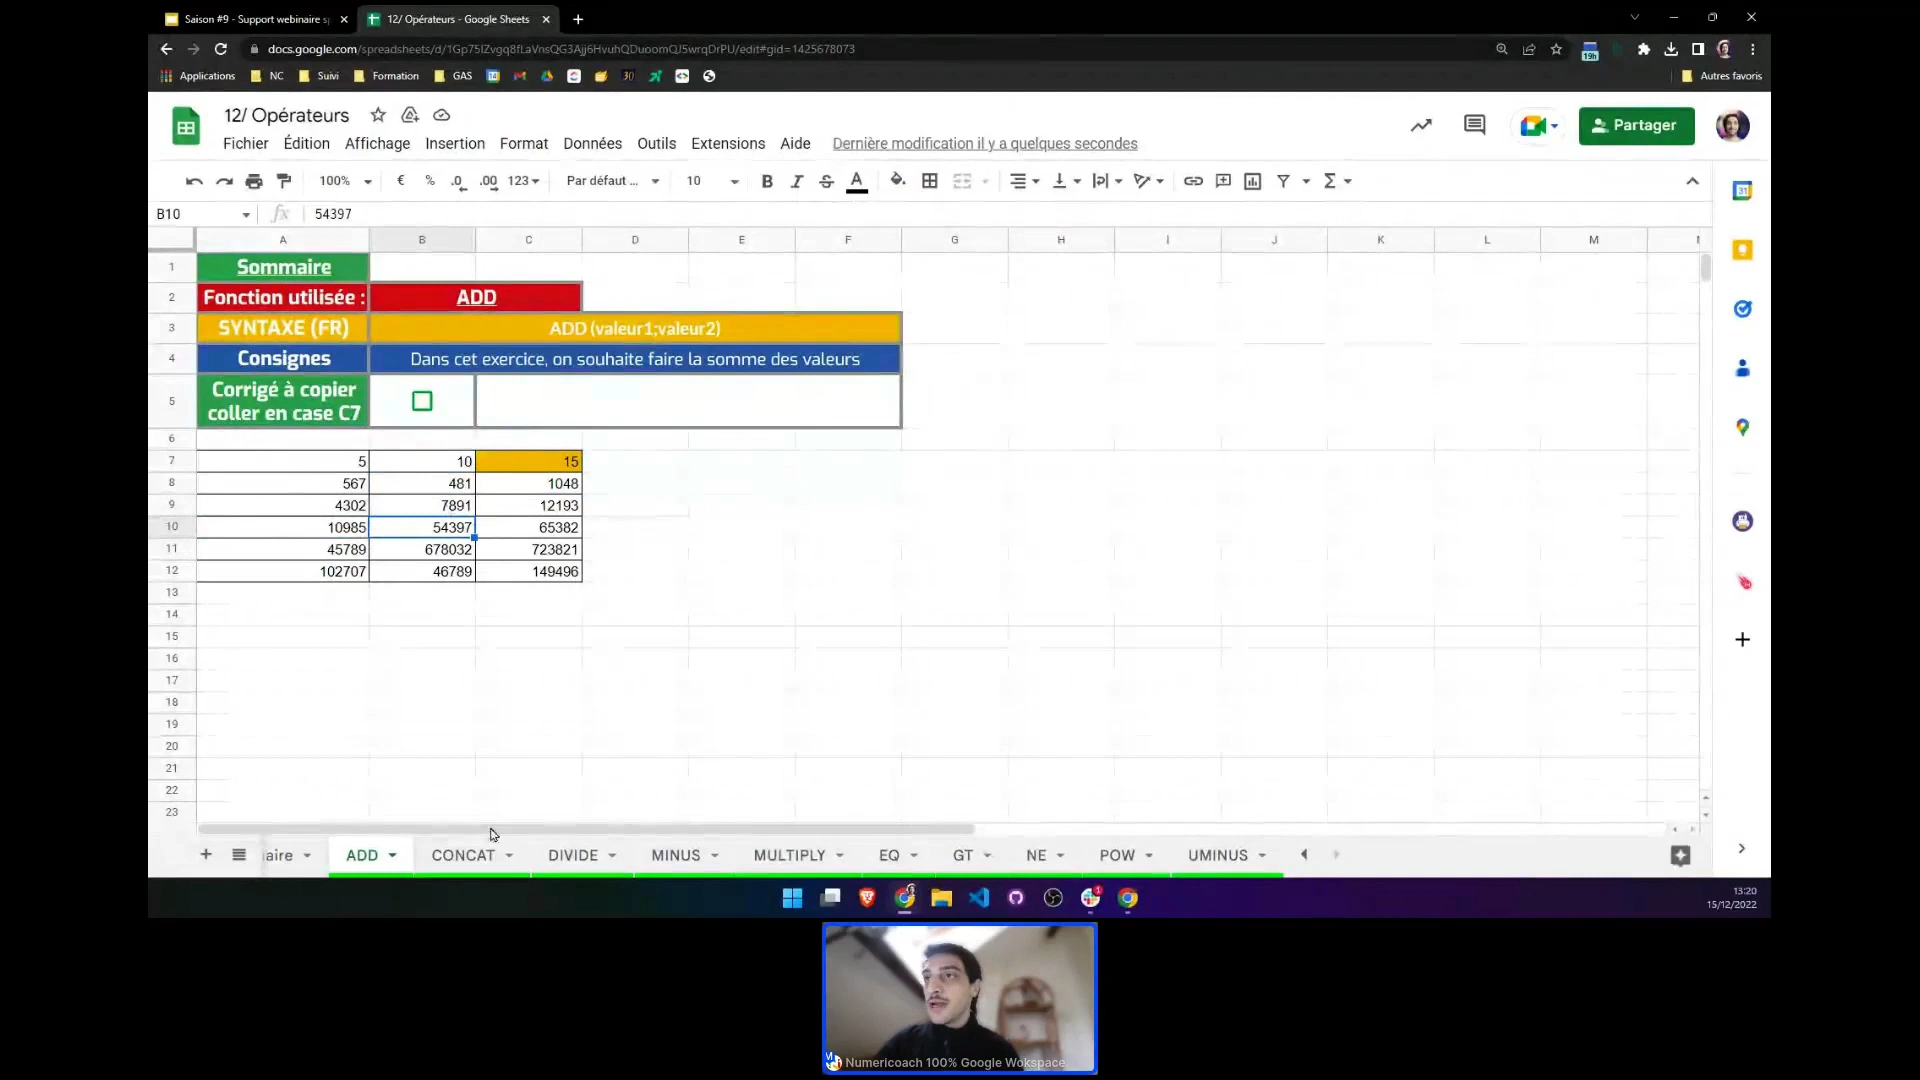 Saison #9 - Support webinaire s
12/ Opérateurs - Google Sheets
docs.google.com/spreadsheets/d/1Gp75IZvgq8fLaVnsQG3Ajj6HvuhQDuoomQJ5wrqDrPU/edit#gid=1425678073
19h
Applications
NC
Suivi
Formation
GAS
30
Autres favoris
12/ Opérateurs
Partager
Fichier Édition Affichage Insertion Format Données Outils Extensions Aide
Dernière modification il y a quelques secondes
100% € % .0 .00 123 Par défaut ... 10 B I S A Σ
31
B10 fx 54397
A B C D E F G H I J K L M
1 Sommaire
2 Fonction utilisée : ADD
3 SYNTAXE (FR) ADD (valeur1;valeur2)
4 Consignes Dans cet exercice, on souhaite faire la somme des valeurs
5 Corrigé à copier
coller en case C7
6
7 5 10 15
8 567 481 1048
9 4302 7891 12193
10 10985 54397 65382
11 45789 678032 723821
12 102707 46789 149496
13
14
15
16
17
18
19
20
21
22
23
aire ADD CONCAT DIVIDE MINUS MULTIPLY EQ GT NE POW UMINUS
1
13:20
15/12/2022
Numericoach 100% Google Wokspace